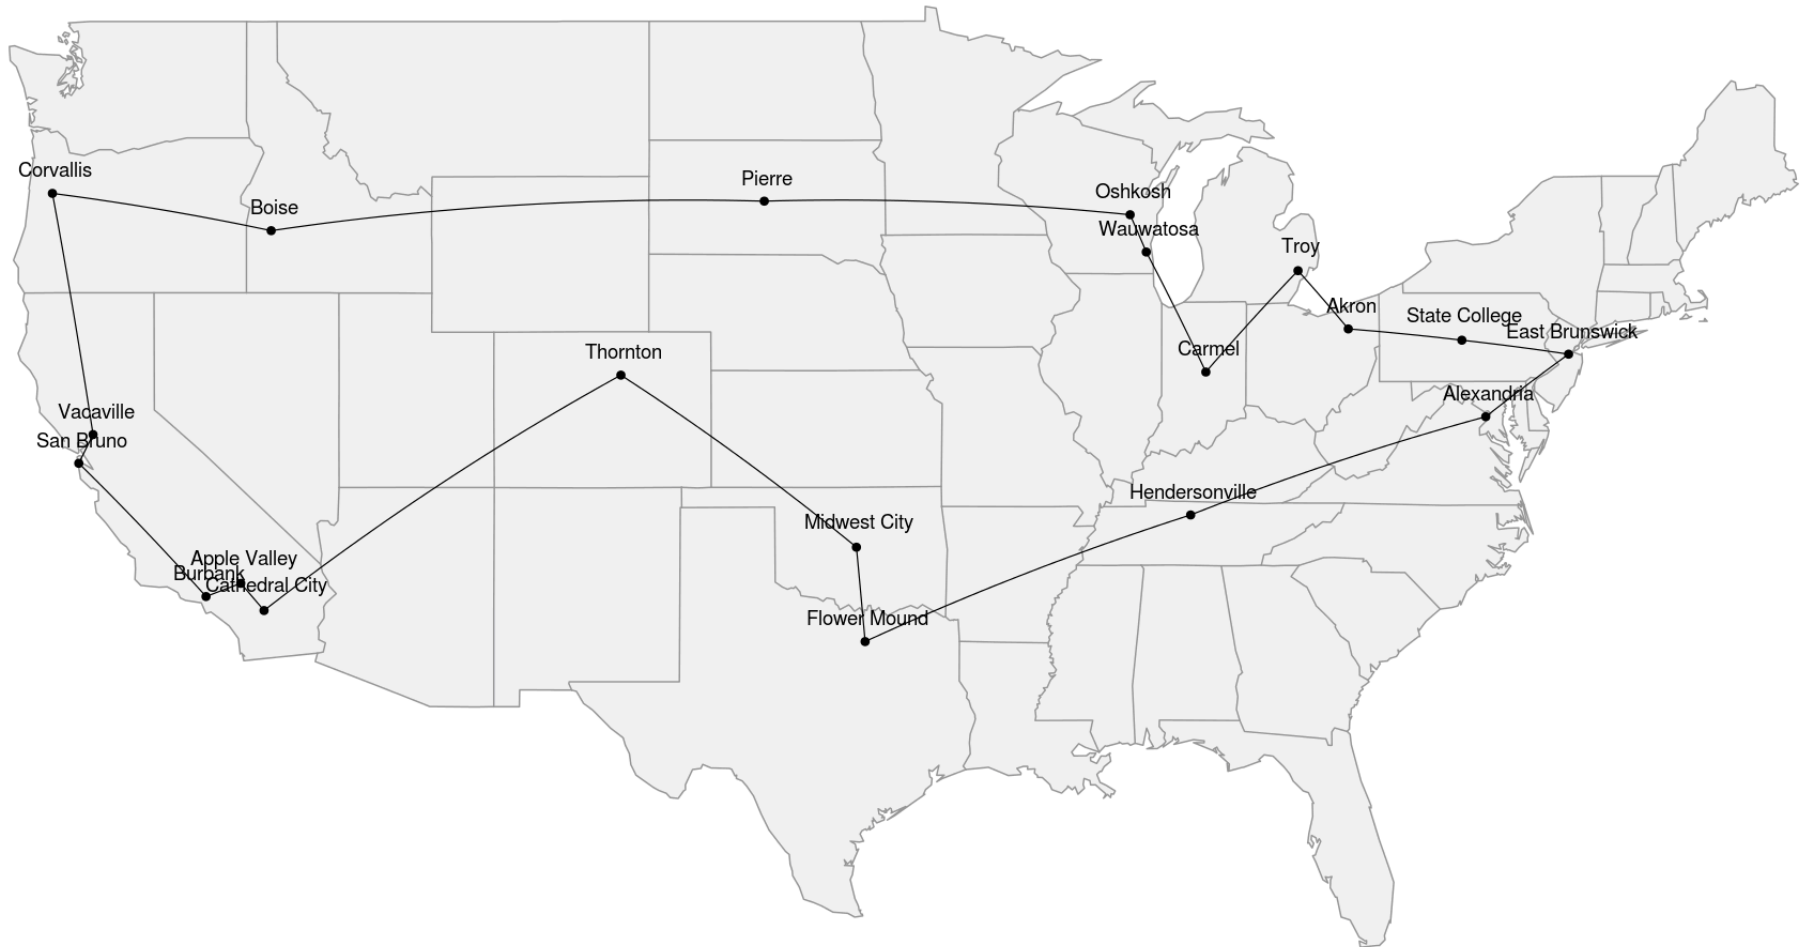 Corvallis
Pierre
Oshkosh
Boise
Wauwatosa
Troy
Akron
State College
East Brunswick
Carmel
Thornton
Alexandria
Vacaville
San Bruno
Hendersonville
Midwest City
Apple Valley
Burbank
Cathedral City
Flower Mound